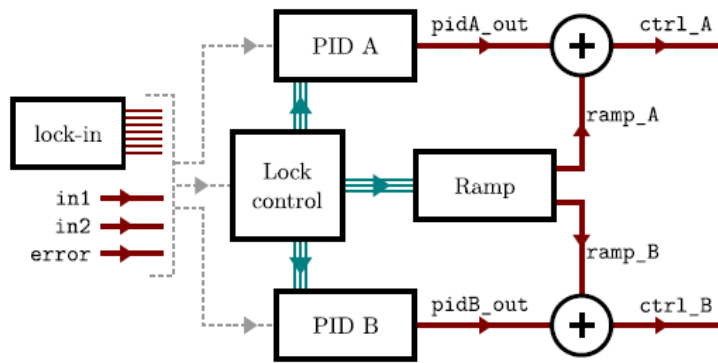 pidA_out
ctrl_A
PID A
+
lock-in
ramp_A
Lock
control
Ramp
in1
in2
error
ramp_B
pidB_out
ctrl_B
PID B
+